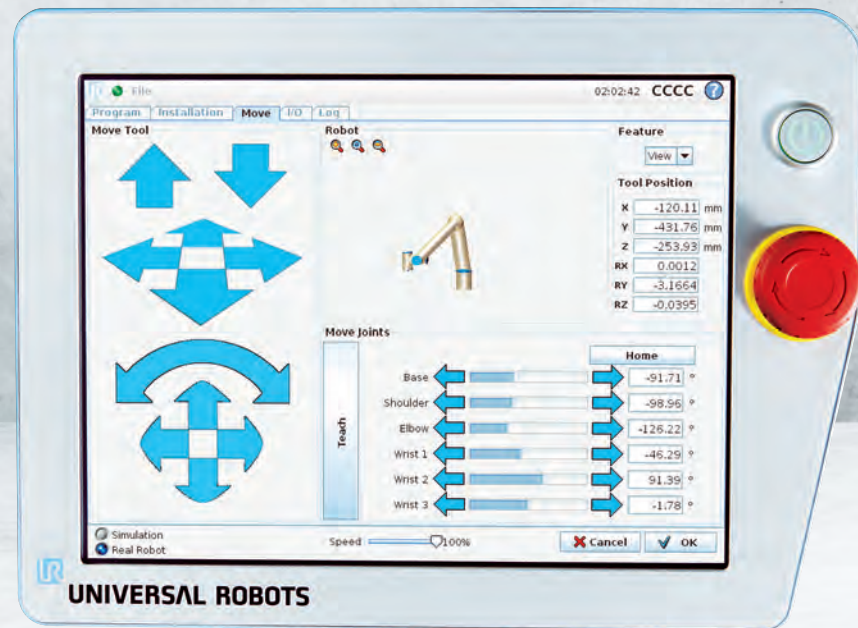 File
02:02:42 CCCC ?
Program Installation Move I/O Log
Move Tool
Robot
Feature
View
Tool Position
X -120.11 mm
Y -431.76 mm
Z -253.93 mm
RX 0.0012
RY -3.1664
RZ -0.0395
Move Joints
Home
Teach
Base -91.71 °
Shoulder -98.96 °
Elbow -126.22 °
Wrist 1 -46.29 °
Wrist 2 91.39 °
Wrist 3 -1.78 °
Simulation
Real Robot
Speed 100%
Cancel OK
UR
UNIVERSAL ROBOTS